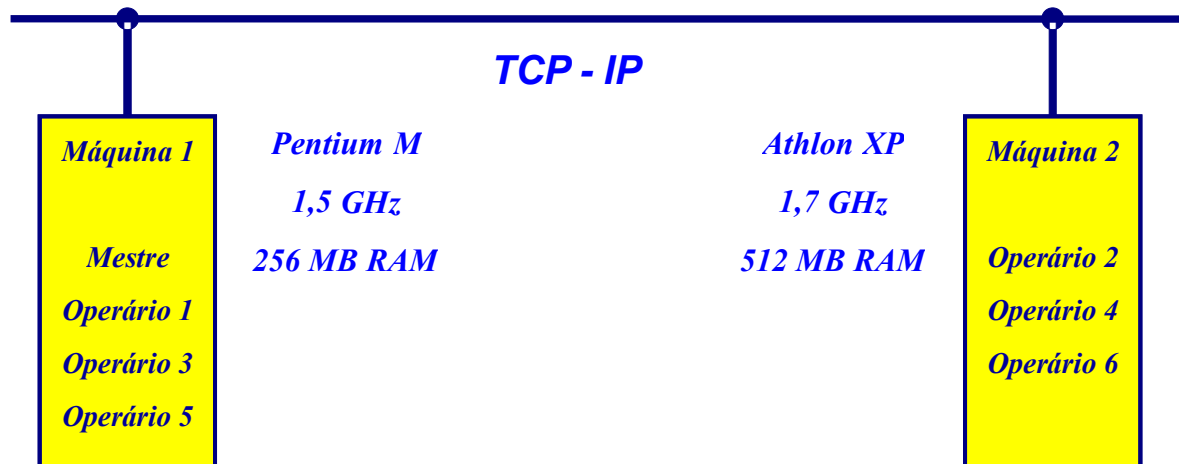 TCP - IP
Máquina 1
Mestre
Operário 1
Operário 3
Operário 5
Pentium M
1,5 GHz
256 MB RAM
Athlon XP
1,7 GHz
512 MB RAM
Máquina 2
Operário 2
Operário 4
Operário 6